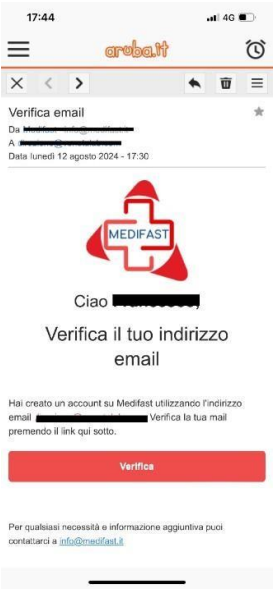 17:44
4G
aruba.it
Verifica email
Da
A
Data lunedì 12 agosto 2024 - 17:30
MEDIFAST
Ciao
Verifica il tuo indirizzo
email
Hai creato un account su Medifast utilizzando l'indirizzo
email Verifica la tua mail
premendo il link qui sotto.
Verifica
Per qualsiasi necessità e informazione aggiuntiva puoi
contattarci a info@medifast.it